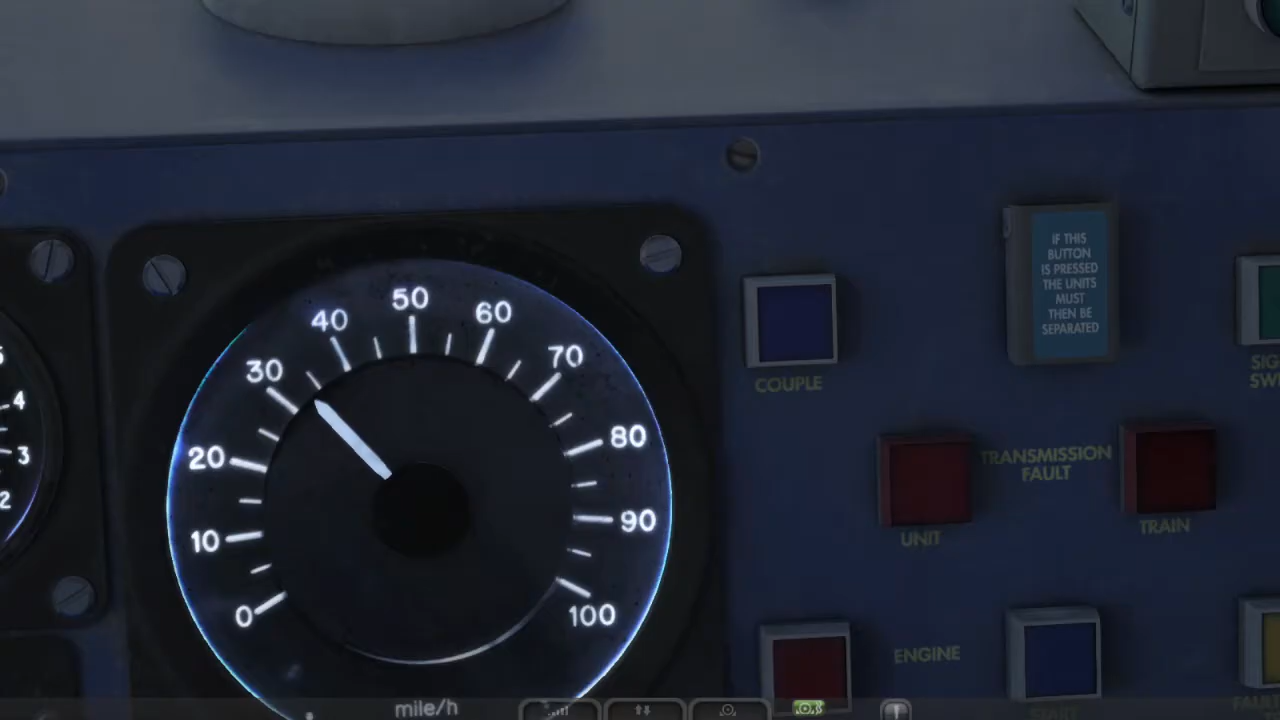 50
40
60
30
70
20
80
10
90
0
100
mile/h
4
3
2
COUPLE
IF THIS
BUTTON
IS PRESSED
THE UNITS
MUST
THEN BE
SEPARATED
TRANSMISSION
FAULT
UNIT
TRAIN
ENGINE